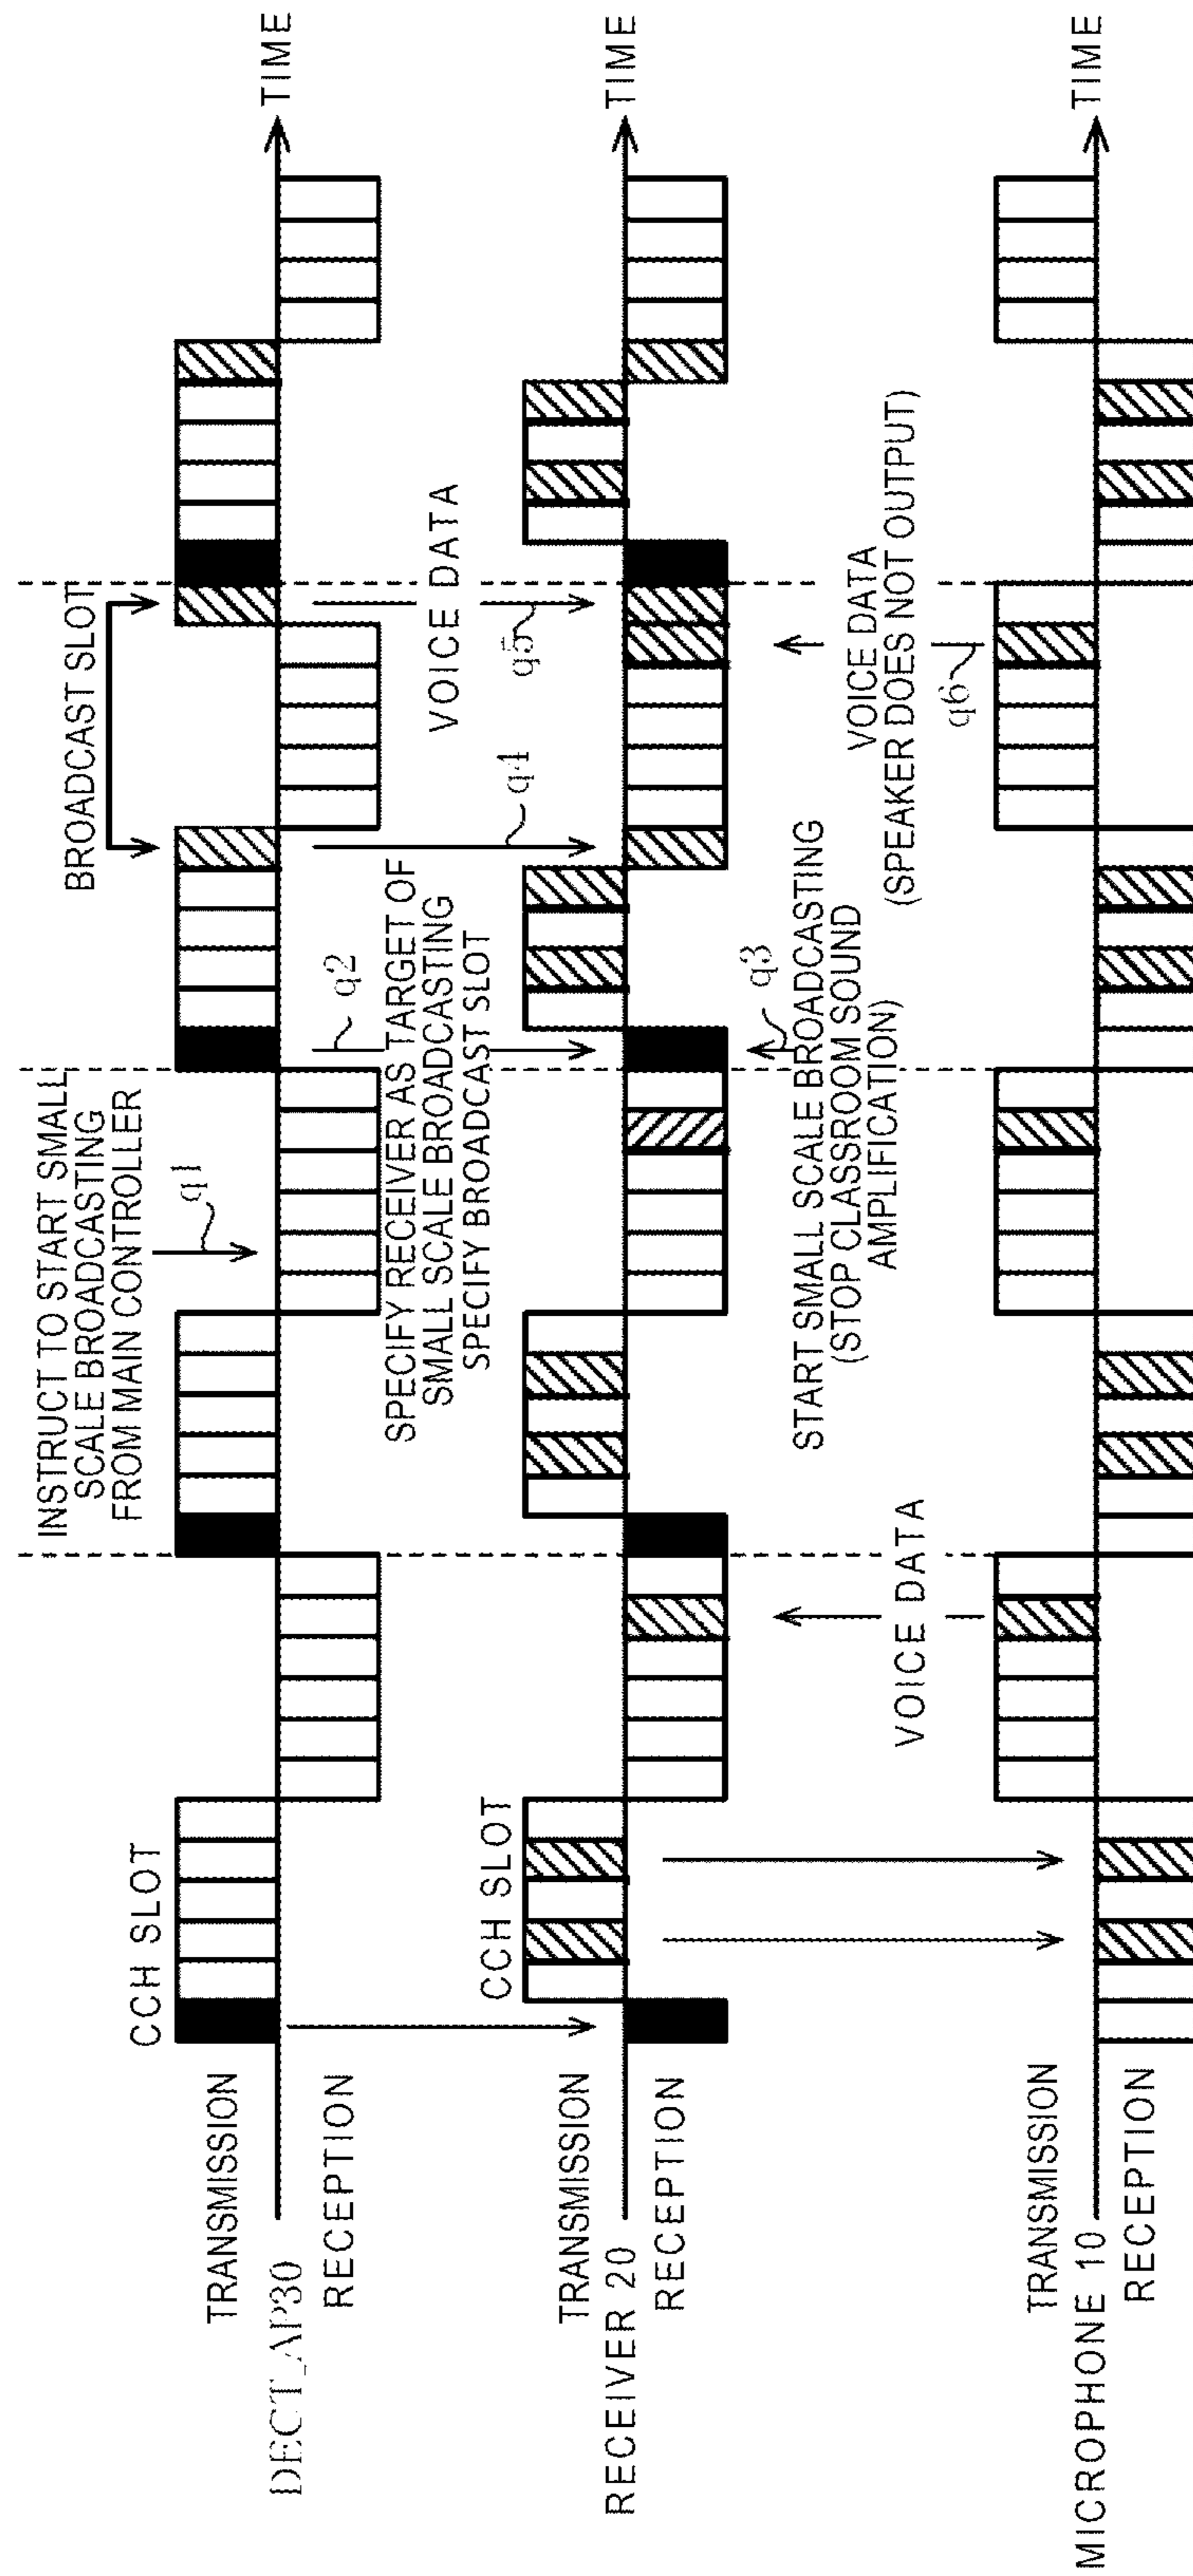 INSTRUCT TO START SMALL
SCALE BROADCASTING
FROM MAIN CONTROLLER
q1
BROADCAST SLOT
CCH SLOT
TRANSMISSION
DECT_AP30
RECEPTION
TIME
q2
SPECIFY RECEIVER AS TARGET OF
SMALL SCALE BROADCASTING
SPECIFY BROADCAST SLOT
q4
VOICE DATA
q5
CCH SLOT
TRANSMISSION
RECEIVER 20
RECEPTION
TIME
q3
START SMALL SCALE BROADCASTING
(STOP CLASSROOM SOUND
AMPLIFICATION)
VOICE DATA
VOICE DATA
(SPEAKER DOES NOT OUTPUT)
q6
TRANSMISSION
MICROPHONE 10
RECEPTION
TIME